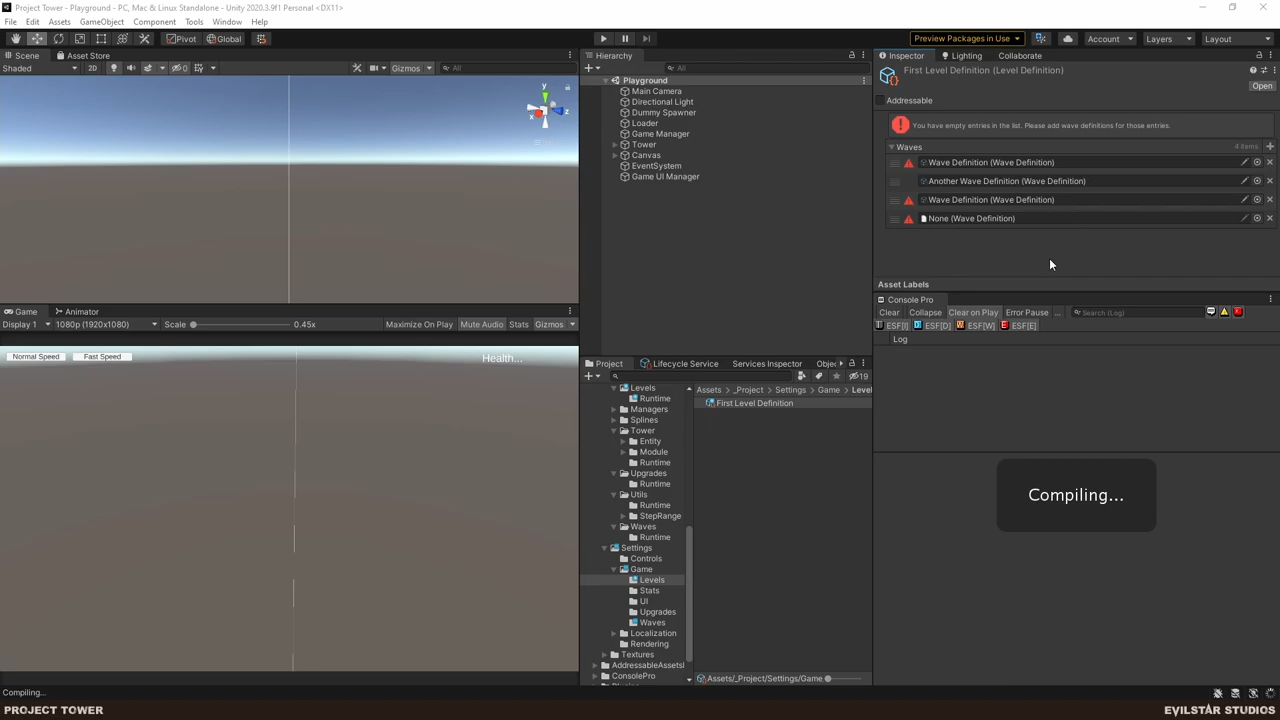 Project Tower - Playground - PC, Mac & Linux Standalone - Unity 2020.3.9f1 Personal <DX11>
File Edit Assets GameObject Component Tools Window Help
Pivot Global Preview Packages in Use Account Layers Layout
Scene Asset Store
Shaded 2D 0 Gizmos All
y x z
Game Animator
Display 1 1080p (1920x1080) Scale 0.45x Maximize On Play Mute Audio Stats Gizmos
Normal Speed Fast Speed Health...
Hierarchy
All
Playground
Main Camera
Directional Light
Dummy Spawner
Loader
Game Manager
Tower
Canvas
EventSystem
Game UI Manager
Project Lifecycle Service Services Inspector Objec
19
Levels
Runtime
Managers
Splines
Tower
Entity
Module
Runtime
Upgrades
Runtime
Utils
Runtime
StepRange
Waves
Runtime
Settings
Controls
Game
Levels
Stats
UI
Upgrades
Waves
Localization
Rendering
Textures
AddressableAssetsI
ConsolePro
Assets > _Project > Settings > Game > Level
First Level Definition
Assets/_Project/Settings/Game
Inspector Lighting Collaborate
First Level Definition (Level Definition)
Open
Addressable
You have empty entries in the list. Please add wave definitions for those entries.
Waves 4 items
Wave Definition (Wave Definition)
Another Wave Definition (Wave Definition)
Wave Definition (Wave Definition)
None (Wave Definition)
Asset Labels
Console Pro
Clear Collapse Clear on Play Error Pause ... Search (Log)
ESF[I] ESF[D] ESF[W] ESF[E]
Log
Compiling...
Compiling...
PROJECT TOWER EVILSTAR STUDIOS